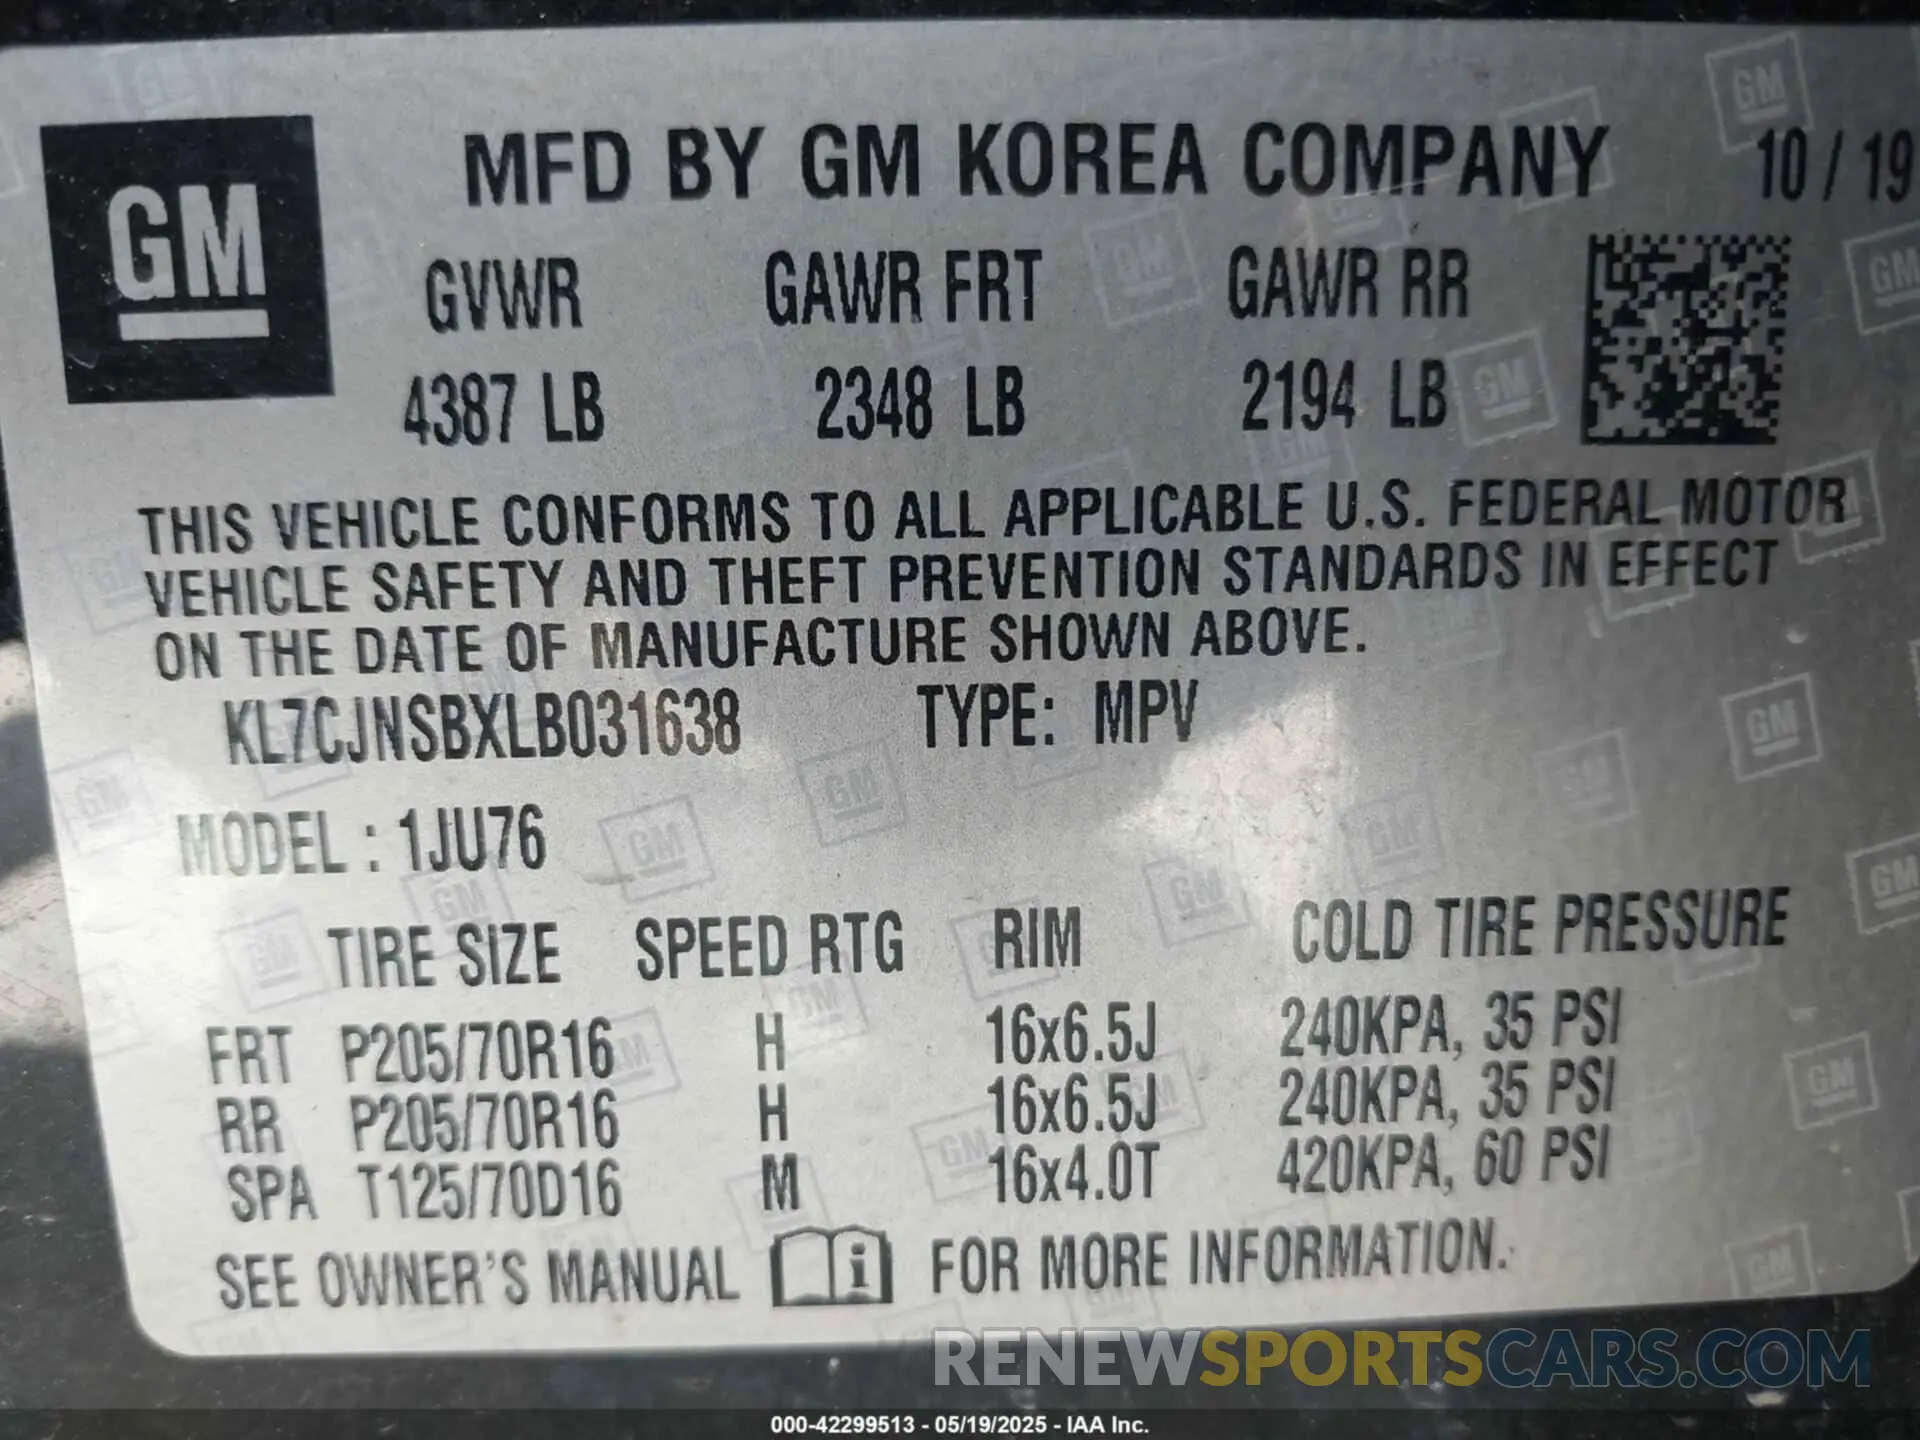 GM
MFD BY GM KOREA COMPANY 10 / 19
GVWR GAWR FRT GAWR RR
4387 LB 2348 LB 2194 LB
THIS VEHICLE CONFORMS TO ALL APPLICABLE U.S. FEDERAL MOTOR
VEHICLE SAFETY AND THEFT PREVENTION STANDARDS IN EFFECT
ON THE DATE OF MANUFACTURE SHOWN ABOVE.
KL7CJNSBXLB031638 TYPE: MPV
MODEL : 1JU76
TIRE SIZE SPEED RTG RIM COLD TIRE PRESSURE
FRT P205/70R16 H 16x6.5J 240KPA, 35 PSI
RR P205/70R16 H 16x6.5J 240KPA, 35 PSI
SPA T125/70D16 M 16x4.0T 420KPA, 60 PSI
SEE OWNER'S MANUAL i FOR MORE INFORMATION.
RENEWSPORTSCARS.COM
000-42299513 - 05/19/2025 - IAA Inc.